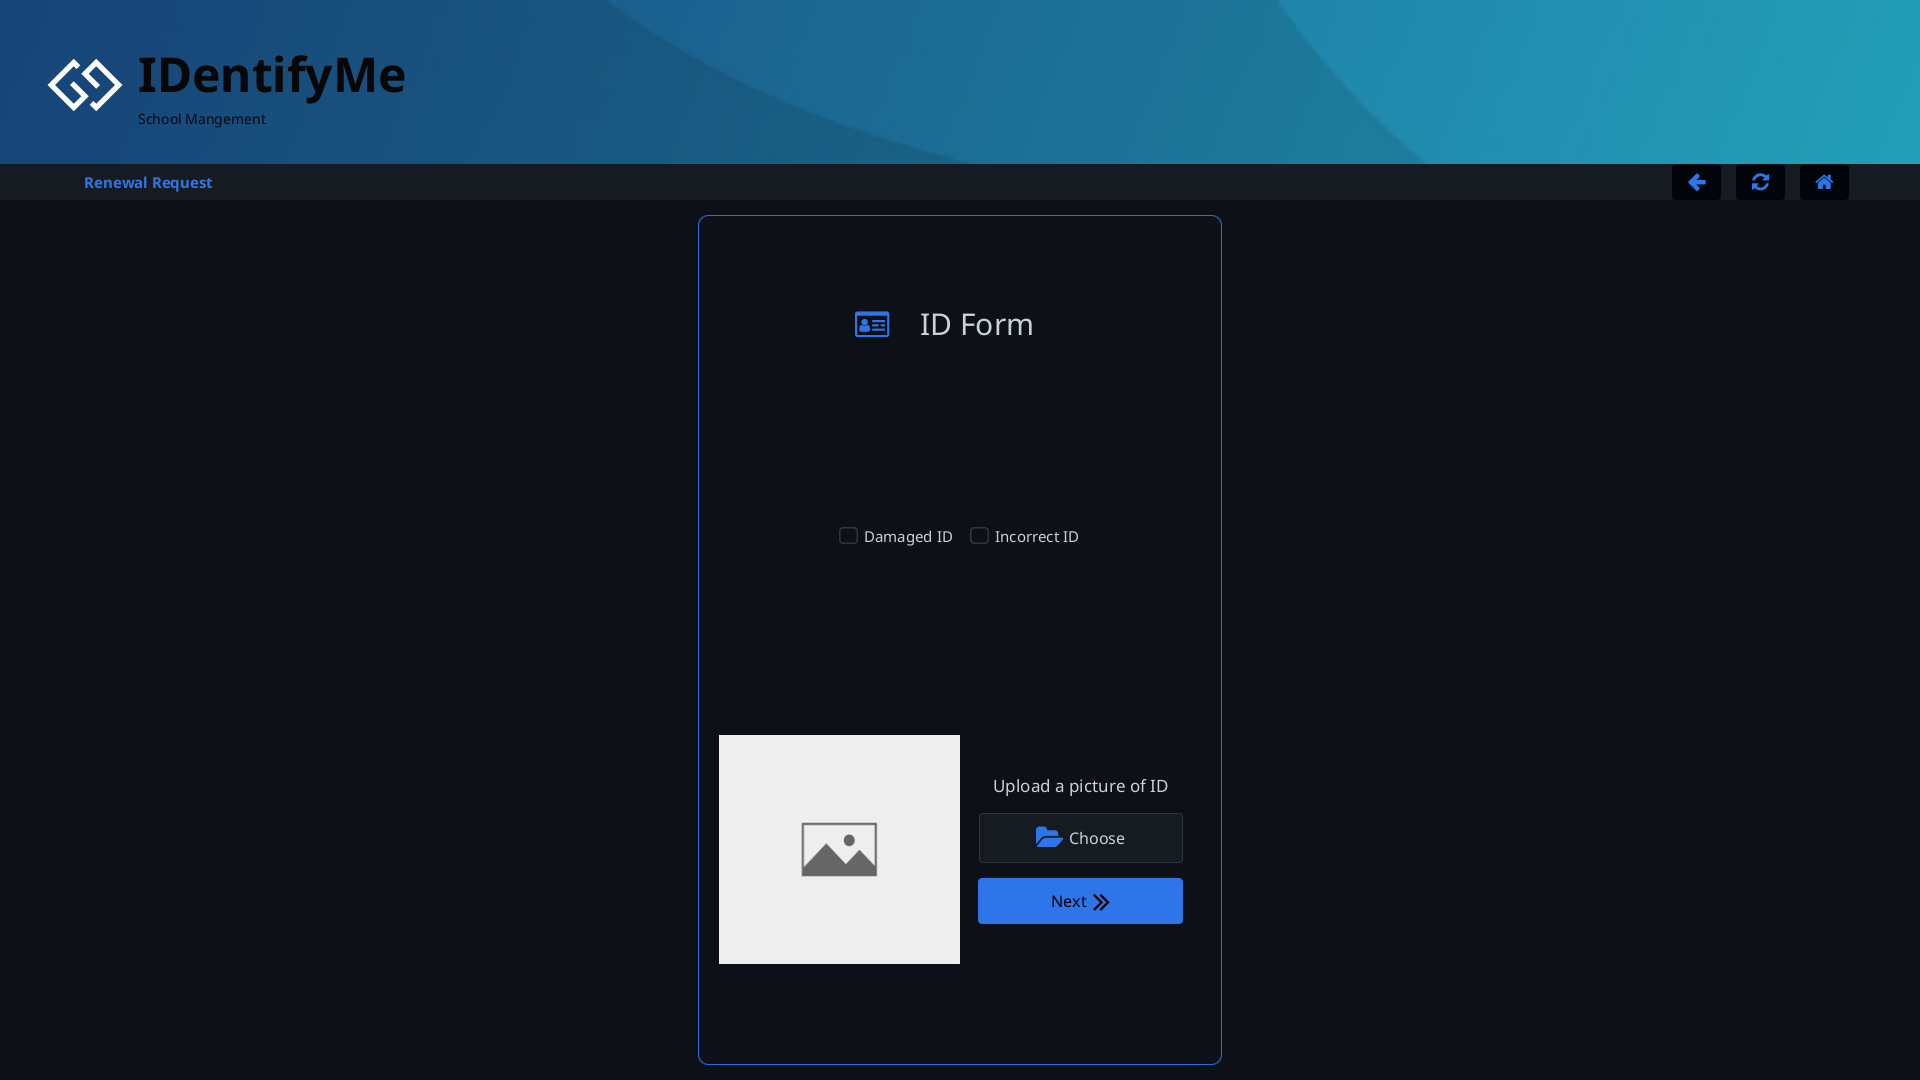 IDentifyMe
School Mangement
Renewal Request
ID Form
Damaged ID
Incorrect ID
Upload a picture of ID
Choose
Next